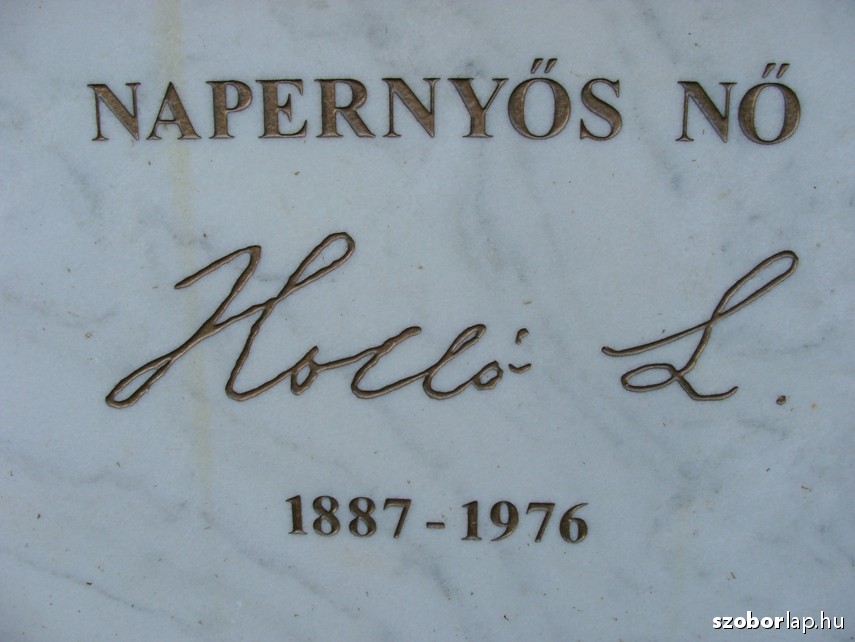 NAPERNYŐS NŐ
Holló L.
1887-1976
szoborlap.hu